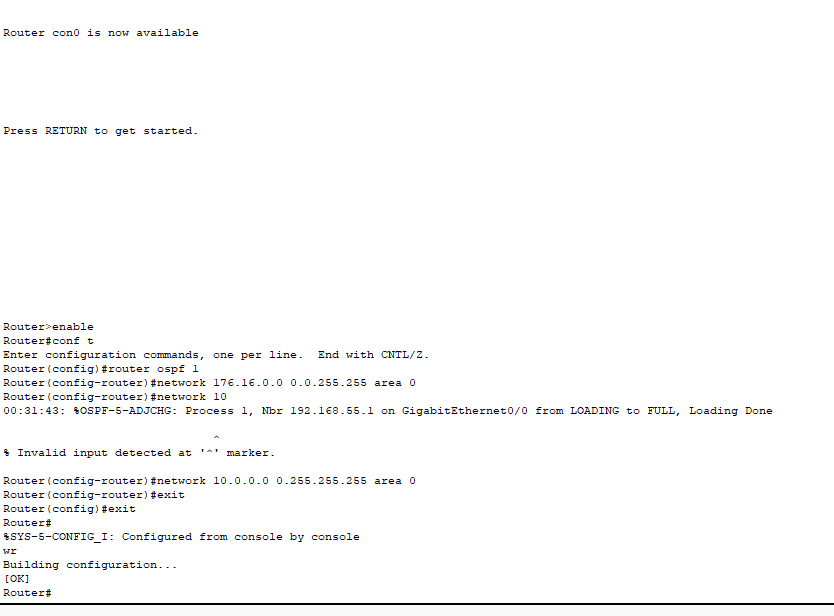 Router con0 is now available
Press RETURN to get started.
Router>enable
Router#conf t
Enter configuration commands, one per line.  End with CNTL/Z.
Router(config)#router ospf 1
Router(config-router)#network 176.16.0.0 0.0.255.255 area 0
Router(config-router)#network 10
00:31:43: %OSPF-5-ADJCHG: Process 1, Nbr 192.168.55.1 on GigabitEthernet0/0 from LOADING to FULL, Loading Done
^
% Invalid input detected at '^' marker.
Router(config-router)#network 10.0.0.0 0.255.255.255 area 0
Router(config-router)#exit
Router(config)#exit
Router#
%SYS-5-CONFIG_I: Configured from console by console
wr
Building configuration...
[OK]
Router#